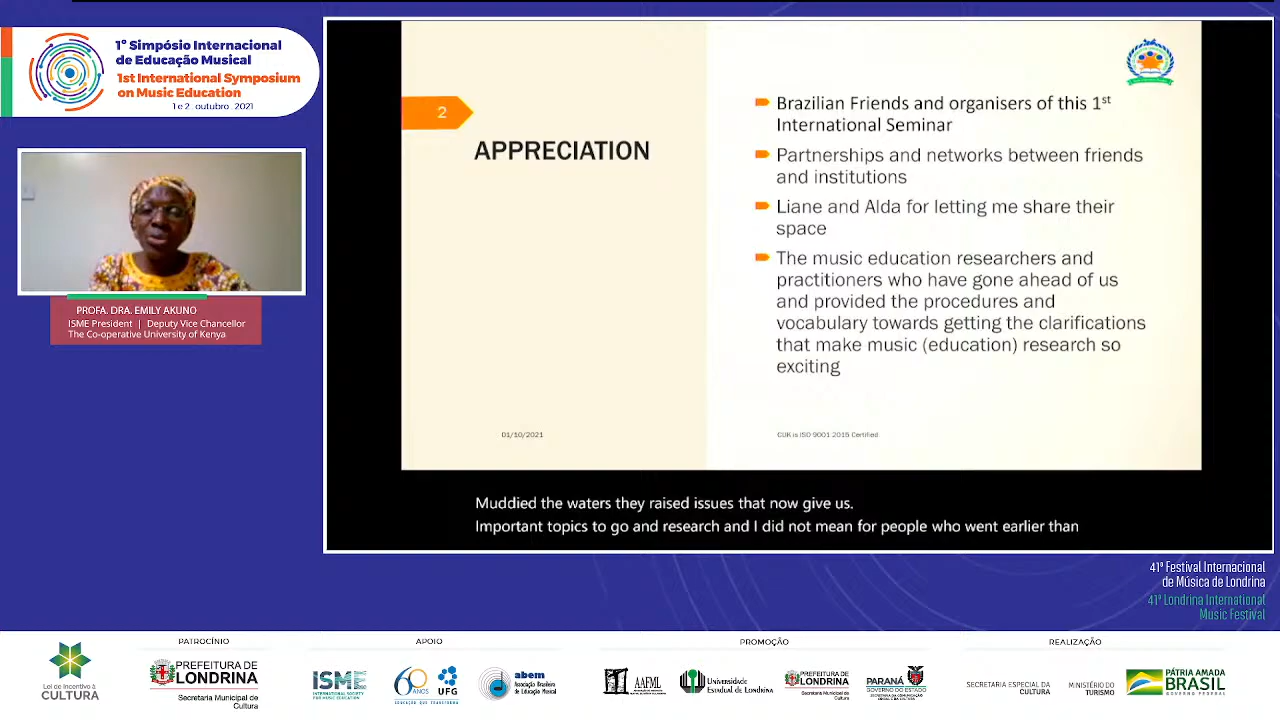 1º Simpósio Internacional
de Educação Musical
1st International Symposium
on Music Education
1 e 2 . outubro . 2021
PROFA. DRA. EMILY AKUNO
ISME President | Deputy Vice Chancellor
The Co-operative University of Kenya
2
APPRECIATION
Brazilian Friends and organisers of this 1st
International Seminar
Partnerships and networks between friends
and institutions
Liane and Alda for letting me share their
space
The music education researchers and
practitioners who have gone ahead of us
and provided the procedures and
vocabulary towards getting the clarifications
that make music (education) research so
exciting
01/10/2021
CUK is ISO 9001 2015 Certified
Muddied the waters they raised issues that now give us.
Important topics to go and research and I did not mean for people who went earlier than
41º Festival Internacional
de Música de Londrina
41º Londrina International
Music Festival
PATROCÍNIO
APOIO
PROMOÇÃO
REALIZAÇÃO
Lei de Incentivo à
CULTURA
PREFEITURA DE
LONDRINA
Secretaria Municipal de
Cultura
ISME
INTERNATIONAL SOCIETY
FOR MUSIC EDUCATION
60
ANOS
UFG
EDUCAÇÃO QUE TRANSFORMA
abem
Associação Brasileira
de Educação Musical
AAFML
Universidade
Estadual de Londrina
PREFEITURA DE
LONDRINA
Secretaria Municipal de
Cultura
PARANÁ
GOVERNO DO ESTADO
SECRETARIA ESPECIAL DA
CULTURA
MINISTÉRIO DO
TURISMO
PÁTRIA AMADA
BRASIL
GOVERNO FEDERAL